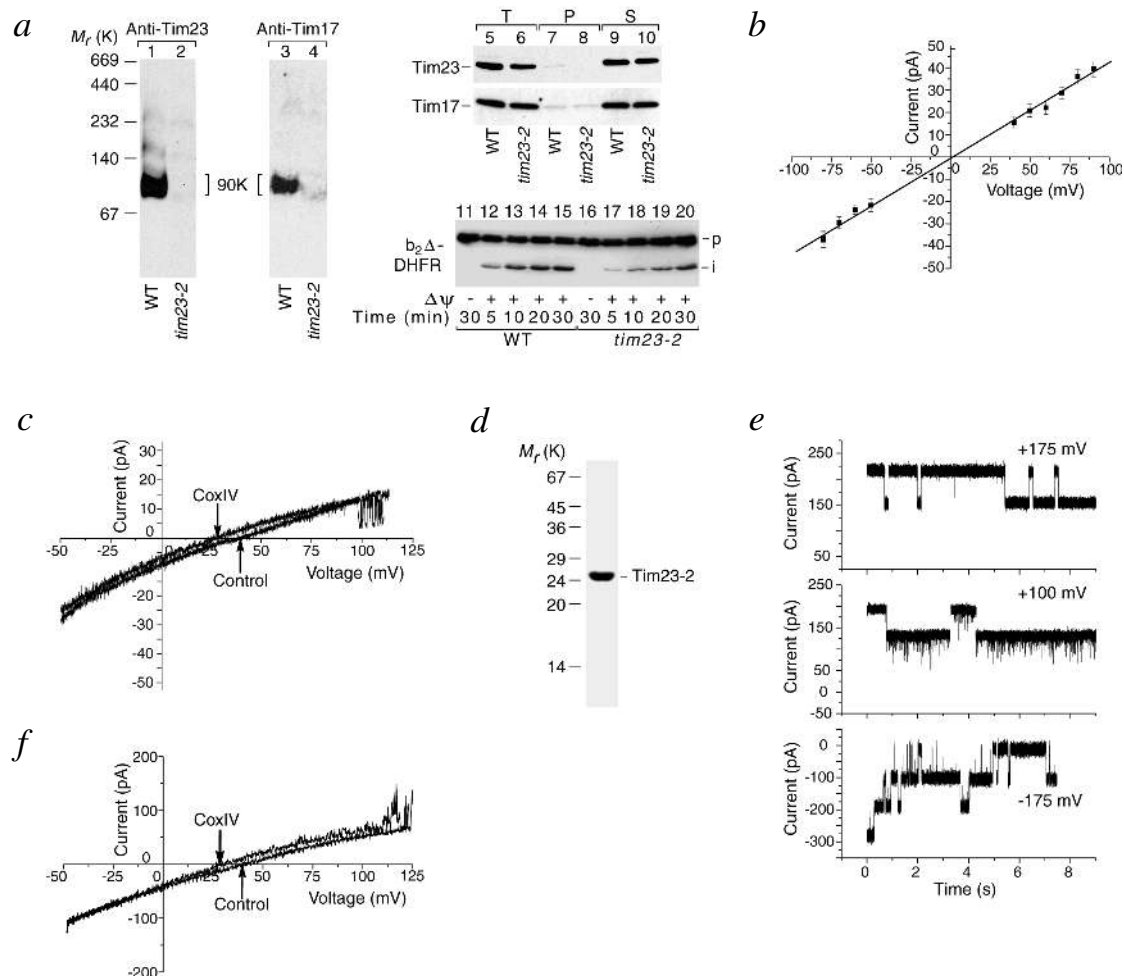 a
Anti-Tim23 Anti-Tim17
Mr (K) 1 2 3 4
669
440
232
140
67
] 90K [
WT tim23-2 WT tim23-2
T P S
5 6 7 8 9 10
Tim23
Tim17
WT tim23-2 WT tim23-2 WT tim23-2
11 12 13 14 15 16 17 18 19 20
b2Δ- DHFR
-p
-i
Δψ - + + + + - + + + +
Time (min) 30 5 10 20 30 30 5 10 20 30
WT tim23-2
b
Current (pA)
50
40
30
20
10
0
-10
-20
-30
-40
-50
-100 -75 -50 -25 0 25 50 75 100
Voltage (mV)
c
Current (pA)
30
20
10
5
0
-10
-20
-30
-40
-50
-50 -25 0 25 50 75 100 125
CoxIV
Control
Voltage (mV)
d
Mr (K)
67
45
36
29
24
20
14
Tim23-2
e
+175 mV
Current (pA)
250
150
50
+100 mV
Current (pA)
250
150
50
0
-50
-175 mV
Current (pA)
0
-100
-200
-300
0 2 4 6 8
Time (s)
f
Current (pA)
200
100
0
-100
-200
-50 -25 0 25 50 75 100 125
CoxIV
Control
Voltage (mV)